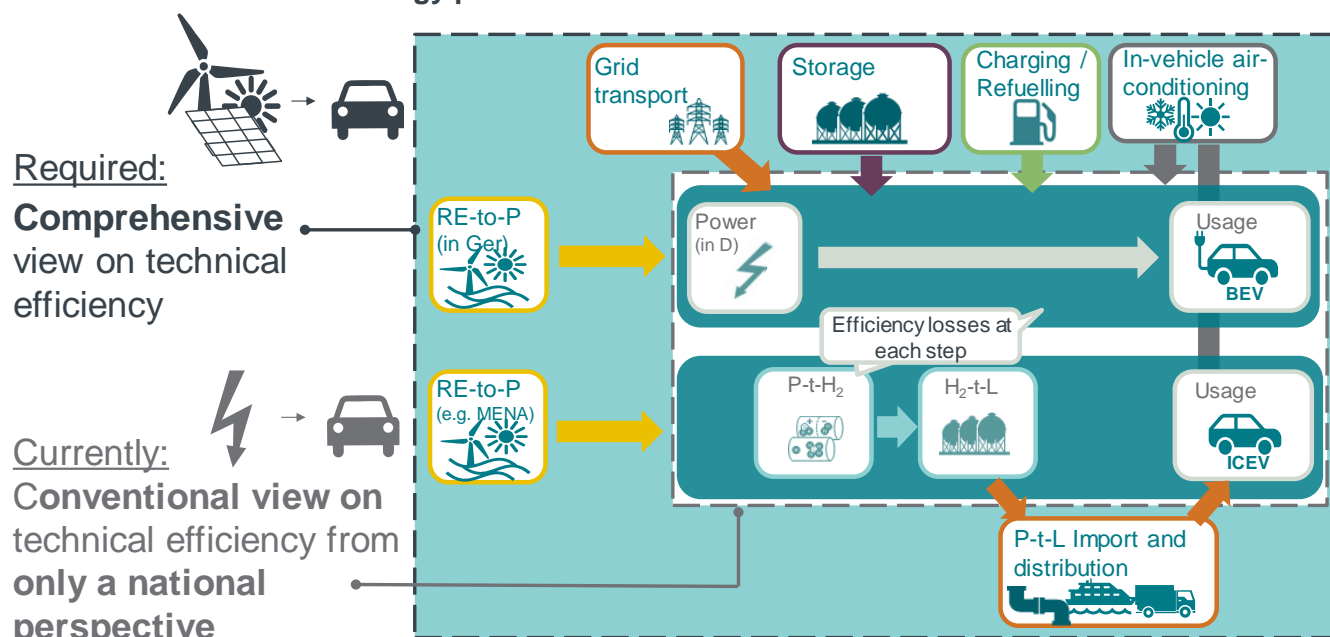 Required:
Comprehensive
view on technical
efficiency
Currently:
Conventional view on
technical efficiency from
only a national
perspective
Grid
transport
Storage
Charging /
Refuelling
In-vehicle air-
conditioning
RE-to-P
(in Ger)
Power
(in D)
Usage
BEV
Efficiency losses at
each step
RE-to-P
(e.g. MENA)
P-t-H₂
H₂-t-L
Usage
ICEV
P-t-L Import and
distribution